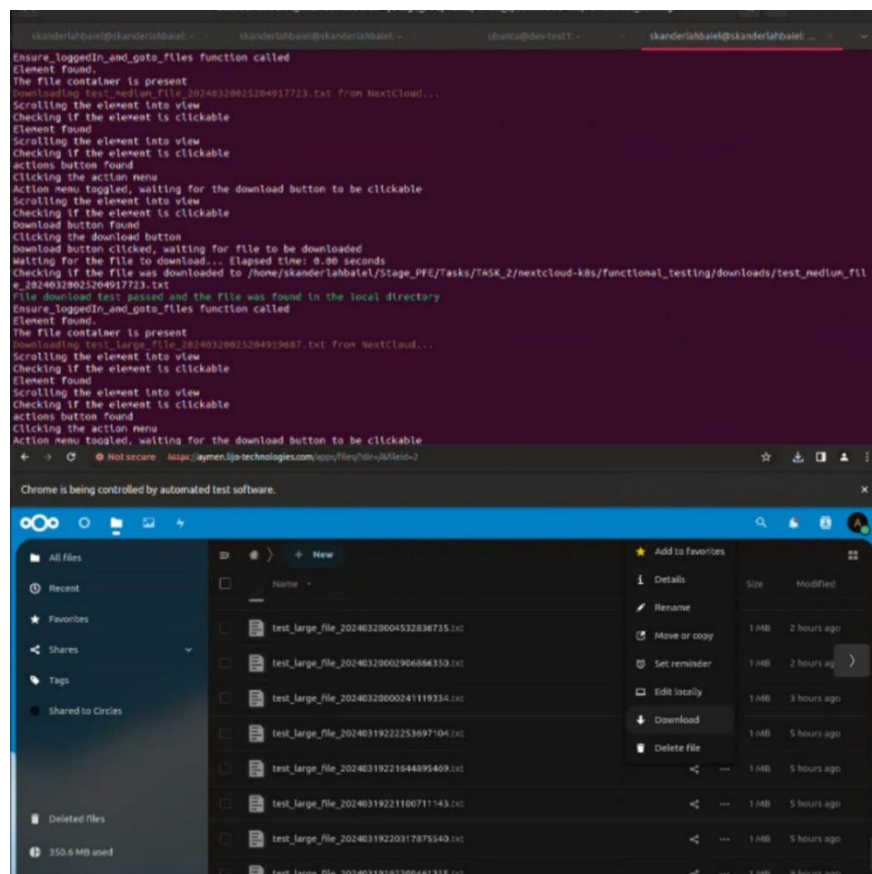 skanderlahbaiel@skanderlahbaiel: ~
skanderlahbaiel@skanderlahbaiel: ~
ubuntu@dev-test1: ~
skanderlahbaiel@skanderlahbaiel: ...
Ensure_loggedIn_and_goto_files function called
Element found.
The file container is present
Downloading test_medium_file_20240320025204917723.txt from NextCloud...
Scrolling the element into view
Checking if the element is clickable
Element found
Scrolling the element into view
Checking if the element is clickable
actions button found
Clicking the action menu
Action menu toggled, waiting for the download button to be clickable
Scrolling the element into view
Checking if the element is clickable
Download button found
Clicking the download button
Download button clicked, waiting for file to be downloaded
Waiting for the file to download... Elapsed time: 0.00 seconds
Checking if the file was downloaded to /home/skanderlahbaiel/Stage_PFE/Tasks/TASK_2/nextcloud-k8s/functional_testing/downloads/test_medium_fil
e_20240320025204917723.txt
File download test passed and the file was found in the local directory
Ensure_loggedIn_and_goto_files function called
Element found.
The file container is present
Downloading test_large_file_20240320025204919687.txt from NextCloud...
Scrolling the element into view
Checking if the element is clickable
Element found
Scrolling the element into view
Checking if the element is clickable
actions button found
Clicking the action menu
Action menu toggled, waiting for the download button to be clickable
Not secure https://aymen.lijo-technologies.com/apps/files/?dir=/&fileid=2
Chrome is being controlled by automated test software.
A
All files
Recent
Favorites
Shares
Tags
Shared to Circles
Deleted files
350.6 MB used
+ New
Name
Size
Modified
test_large_file_20240320004532836735.txt 1 MB 2 hours ago
test_large_file_20240320002906866350.txt 1 MB 2 hours ag
test_large_file_20240320000241119334.txt 1 MB 3 hours ago
test_large_file_20240319222253697104.txt 1 MB 5 hours ago
test_large_file_20240319221644895469.txt 1 MB 5 hours ago
test_large_file_20240319221100711143.txt 1 MB 5 hours ago
test_large_file_20240319220317875540.txt 1 MB 5 hours ago
Add to favorites
Details
Rename
Move or copy
Set reminder
Edit locally
Download
Delete file